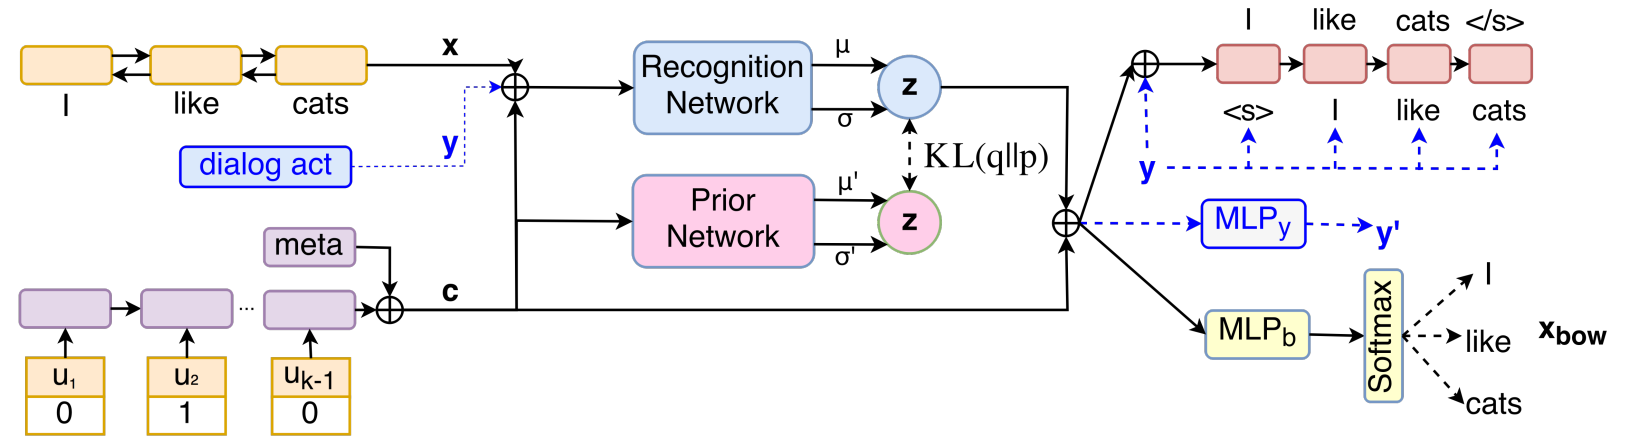 I like cats
x
y
dialog act
meta
c
...
u1 u2 uk-1
0 1 0
Recognition
Network
μ
σ
z
KL(q||p)
Prior
Network
μ'
σ'
z
I like cats </s>
<s> I like cats
y
MLPy
y'
MLPb
Softmax
I
like
cats
xbow